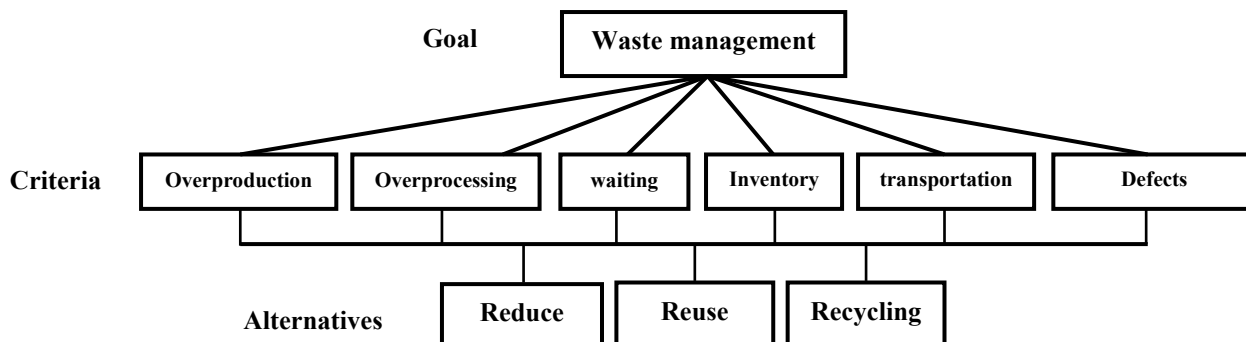 Goal
Waste management
Criteria
Overproduction
Overprocessing
waiting
Inventory
transportation
Defects
Alternatives
Reduce
Reuse
Recycling